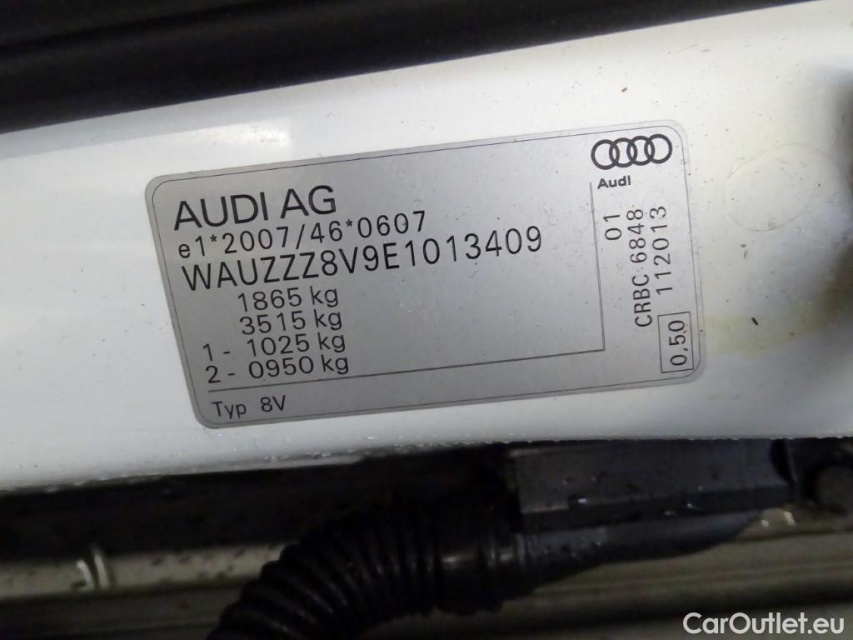 AUDI AG
e1*2007/46*0607
WAUZZZ8V9E1013409
1865 kg
3515 kg
1 - 1025 kg
2 - 0950 kg
Typ 8V
Audi
01
CRBC 6848
112013
0,50
CarOutlet.eu